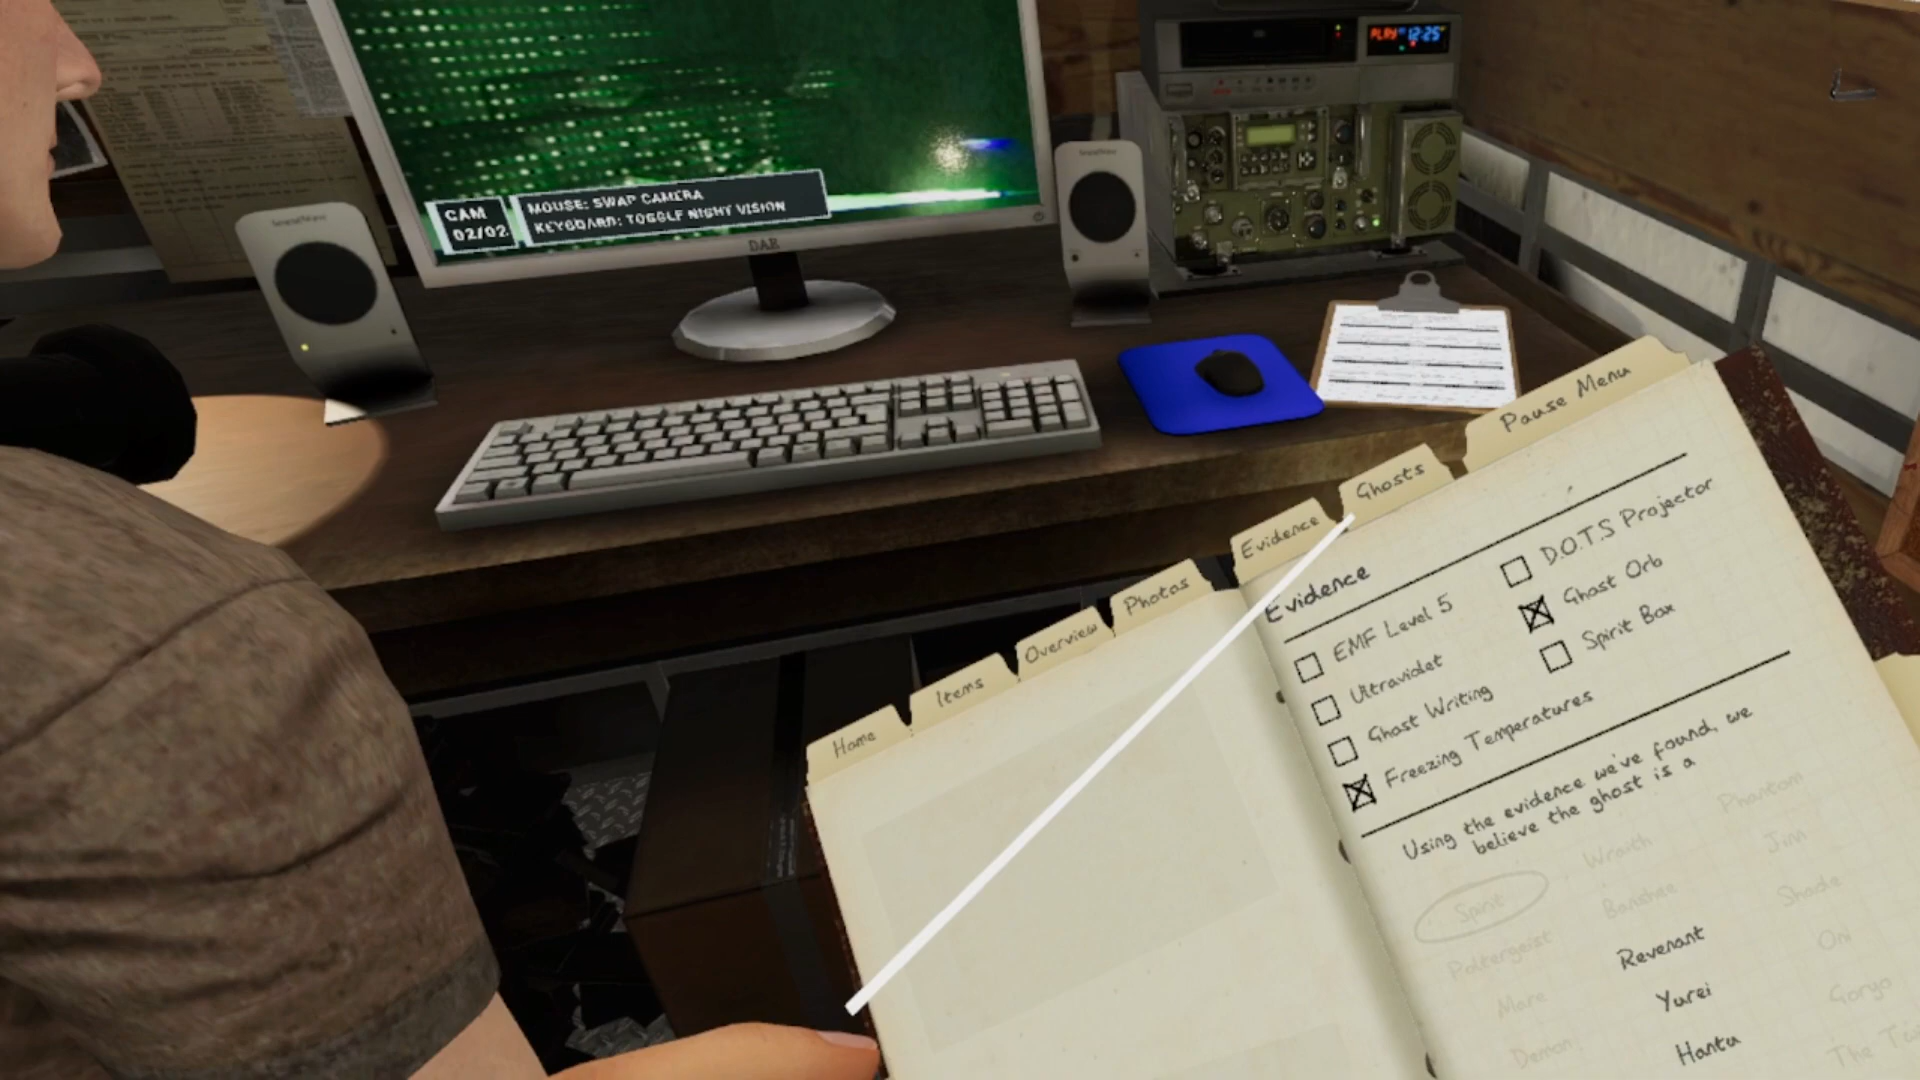 PLAY 12:25
CAM
02/02
MOUSE: SWAP CAMERA
KEYBOARD: TOGGLE NIGHT VISION
DAE
Home
Items
Overview
Photos
Evidence
Ghosts
Pause Menu
Evidence
EMF Level 5
Ultraviolet
Ghost Writing
Freezing Temperatures
D.O.T.S Projector
Ghost Orb
Spirit Box
Using the evidence we've found, we
believe the ghost is a
Spirit Wraith Phantom
Poltergeist Banshee Jinn
Mare Revenant Shade
Demon Yurei Oni
Hantu Goryo
The